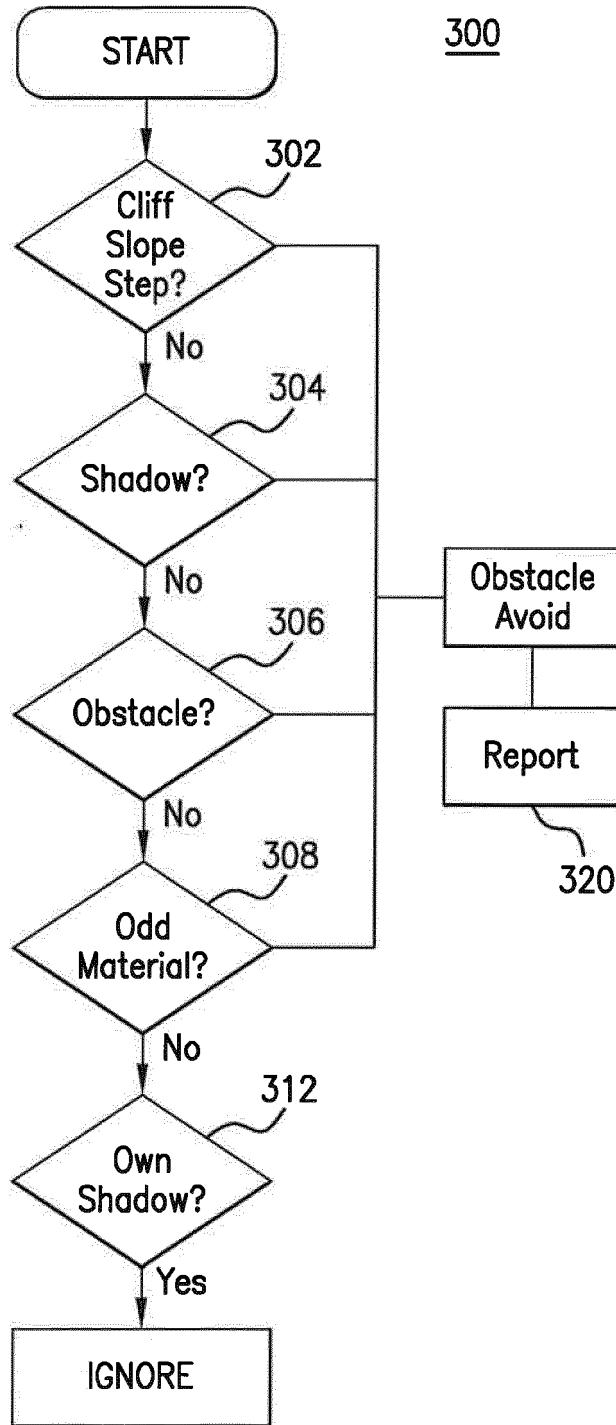 START
300
302
Cliff
Slope
Step?
No
304
Shadow?
No
306
Obstacle?
No
308
Odd
Material?
No
312
Own
Shadow?
Yes
IGNORE
Obstacle
Avoid
Report
320